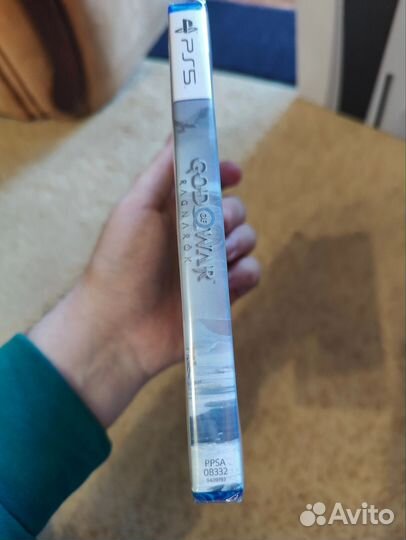 PS5
GOD OF WAR
RAGNARÖK
PPSA
08332
Avito